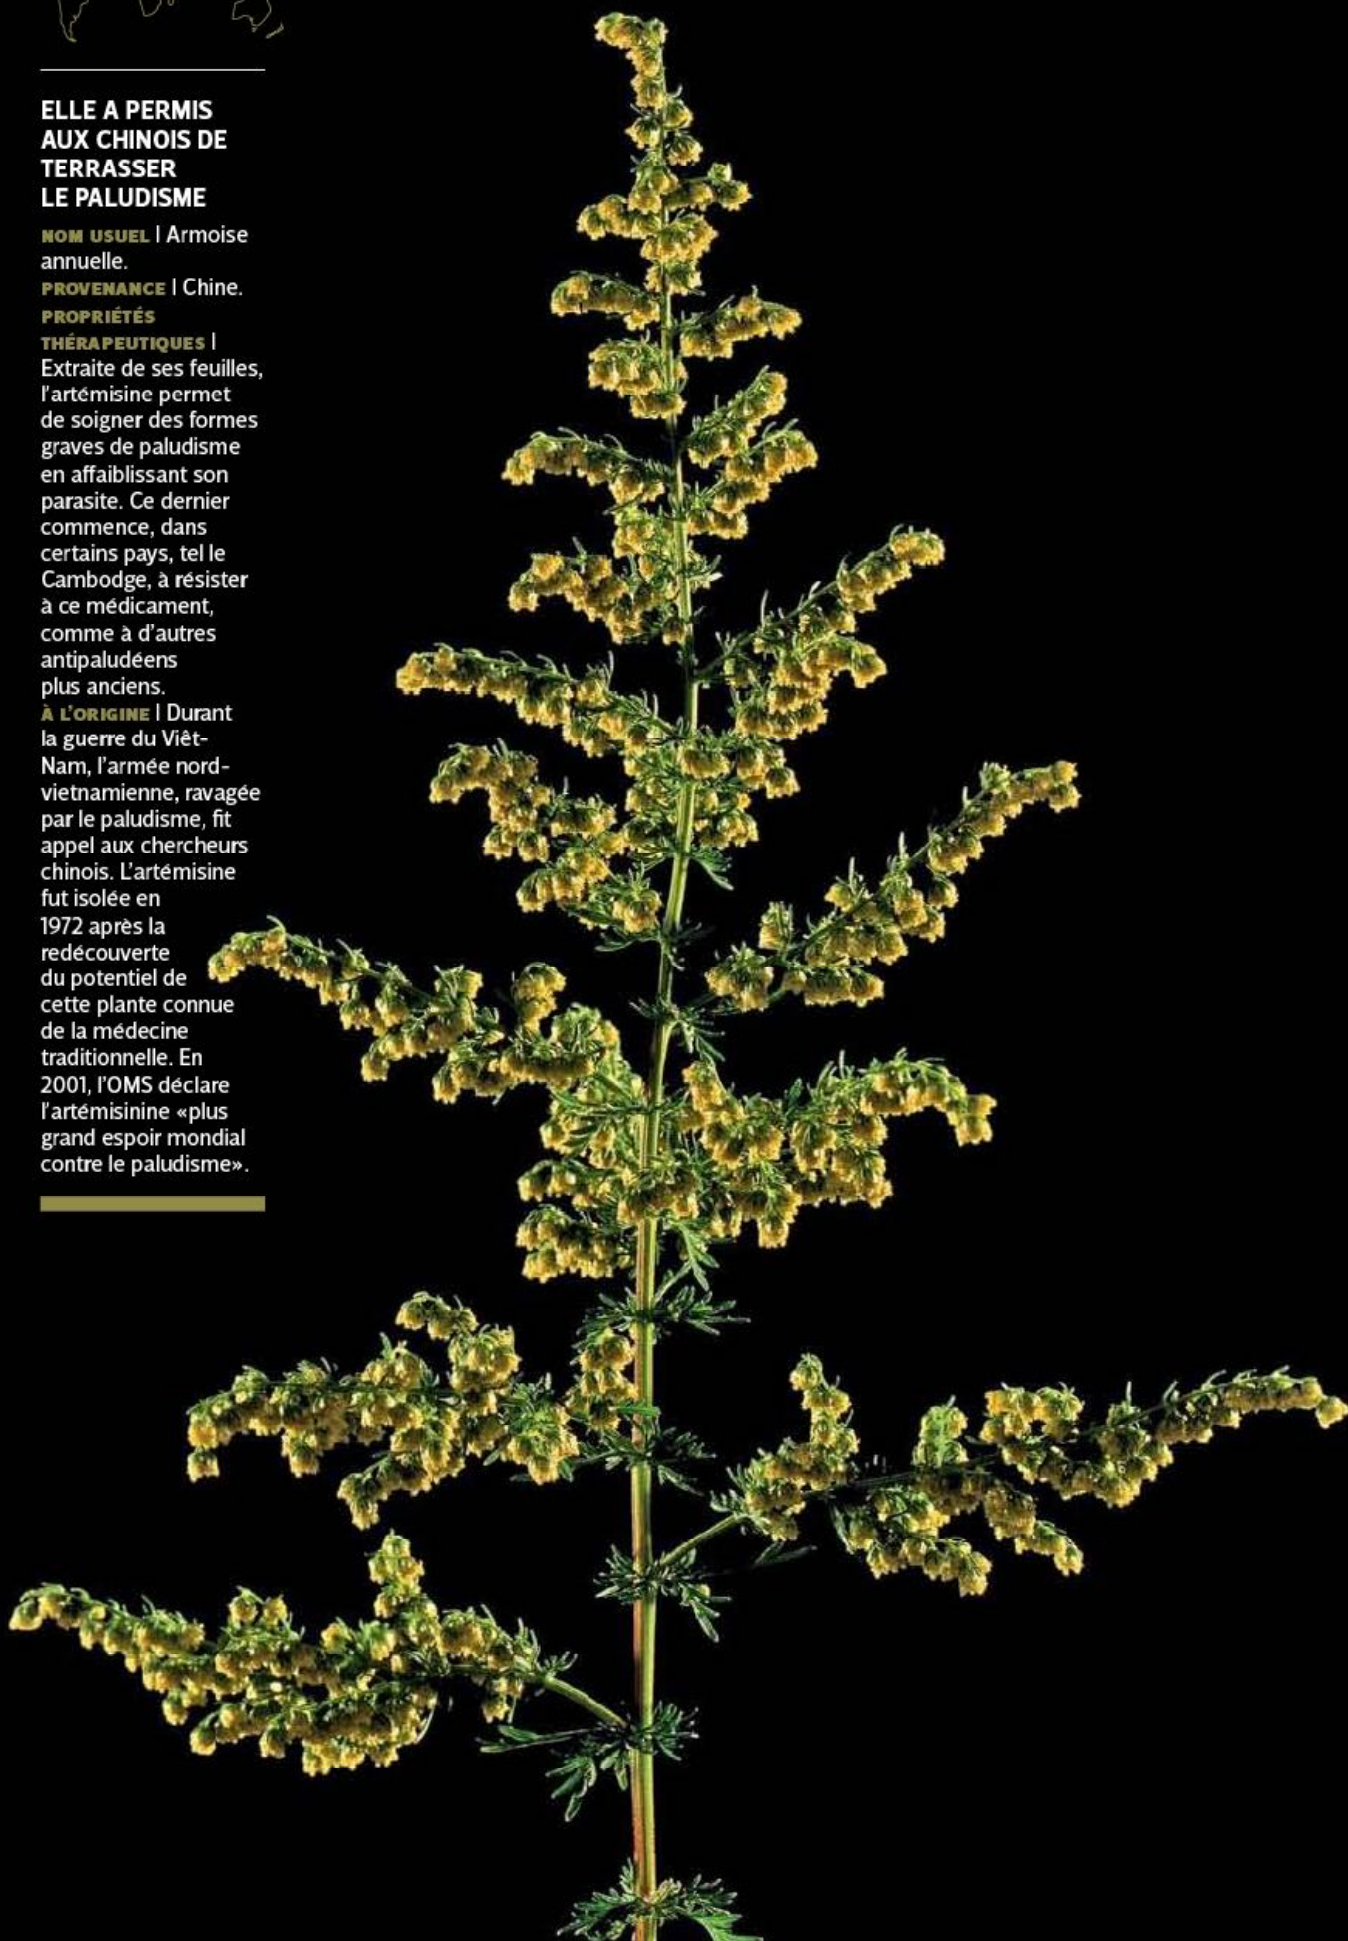 ELLE A PERMIS
AUX CHINOIS DE
TERRASSER
LE PALUDISME
NOM USUEL | Armoise
annuelle.
PROVENANCE | Chine.
PROPRIÉTÉS
THÉRAPEUTIQUES |
Extraite de ses feuilles,
l'artémisine permet
de soigner des formes
graves de paludisme
en affaiblissant son
parasite. Ce dernier
commence, dans
certains pays, tel le
Cambodge, à résister
à ce médicament,
comme à d'autres
antipaludéens
plus anciens.
À L'ORIGINE | Durant
la guerre du Viêt-
Nam, l'armée nord-
vietnamienne, ravagée
par le paludisme, fit
appel aux chercheurs
chinois. L'artémisine
fut isolée en
1972 après la
redécouverte
du potentiel de
cette plante connue
de la médecine
traditionnelle. En
2001, l'OMS déclare
l'artémisinine «plus
grand espoir mondial
contre le paludisme».